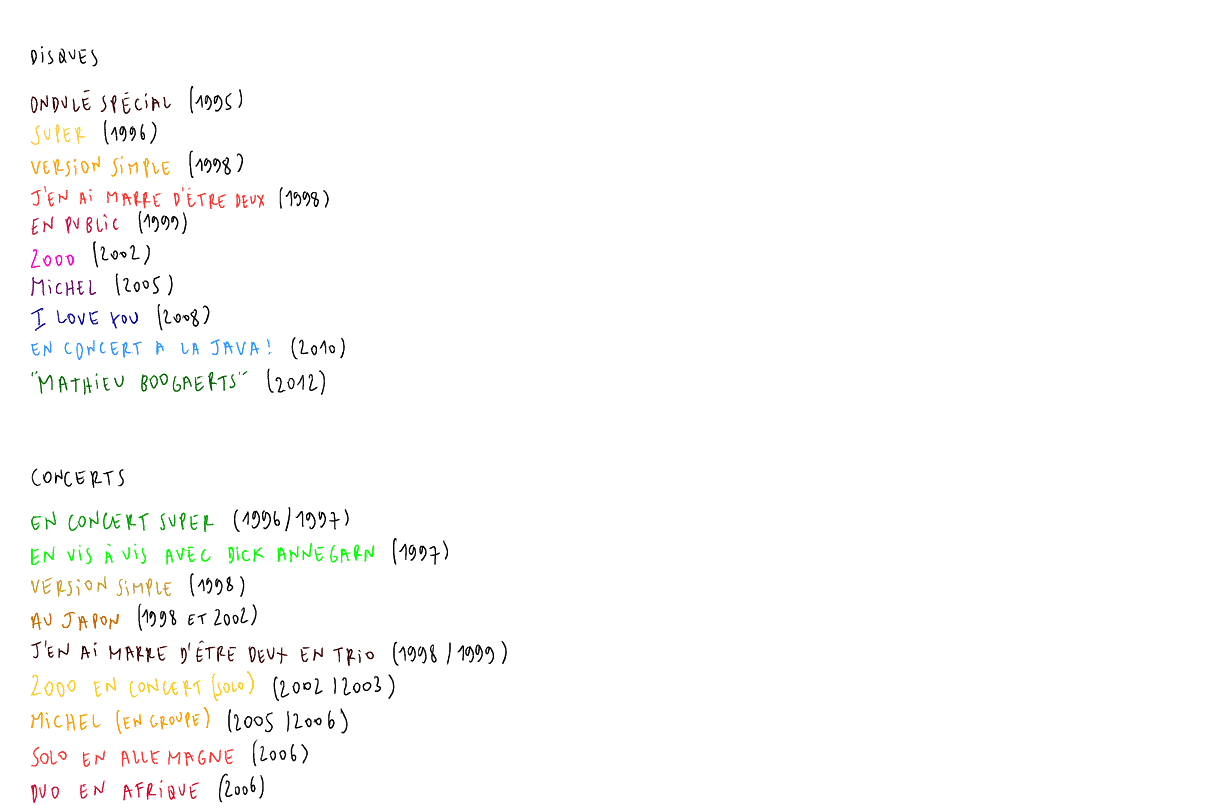 DISQUES
ONDULÉ SPÉCIAL (1995)
SUPER (1996)
VERSION SIMPLE (1998)
J'EN AI MARRE D'ÊTRE DEUX (1998)
EN PUBLIC (1999)
2000 (2002)
MICHEL (2005)
I LOVE YOU (2008)
EN CONCERT A LA JAVA! (2010)
"MATHIEU BOOGAERTS" (2012)
CONCERTS
EN CONCERT SUPER (1996/1997)
EN VIS À VIS AVEC DICK ANNEGARN (1997)
VERSION SIMPLE (1998)
AU JAPON (1998 ET 2002)
J'EN AI MARRE D'ÊTRE DEUX EN TRIO (1998/1999)
2000 EN CONCERT (SOLO) (2002/2003)
MICHEL (EN GROUPE) (2005/2006)
SOLO EN ALLEMAGNE (2006)
DUO EN AFRIQUE (2006)